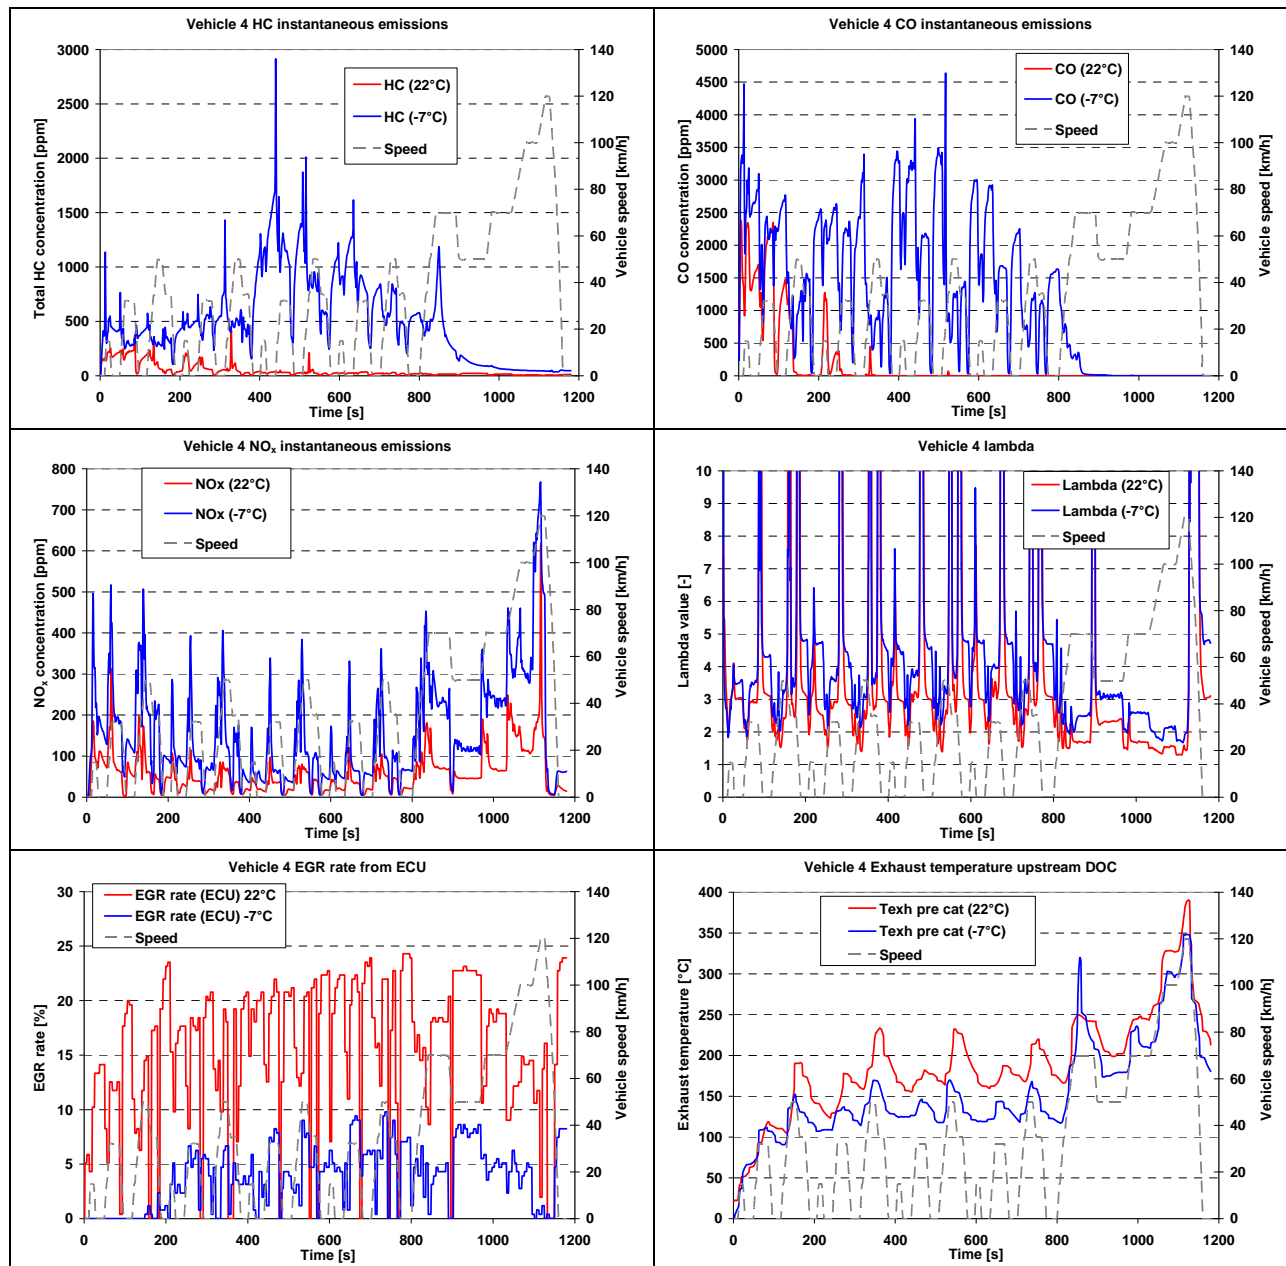 Vehicle 4 HC instantaneous emissions
3000
2500
2000
1500
1000
500
0
Total HC concentration [ppm]
HC (22°C)
HC (-7°C)
Speed
140
120
100
80
60
40
20
0
Vehicle speed [km/h]
0 200 400 600 800 1000 1200
Time [s]
Vehicle 4 CO instantaneous emissions
5000
4500
4000
3500
3000
2500
2000
1500
1000
500
0
CO concentration [ppm]
CO (22°C)
CO (-7°C)
Speed
140
120
100
80
60
40
20
0
Vehicle speed [km/h]
0 200 400 600 800 1000 1200
Time [s]
Vehicle 4 NOx instantaneous emissions
800
700
600
500
400
300
200
100
0
NOx concentration [ppm]
NOx (22°C)
NOx (-7°C)
Speed
140
120
100
80
60
40
20
0
Vehicle speed [km/h]
0 200 400 600 800 1000 1200
Time [s]
Vehicle 4 lambda
10
9
8
7
6
5
4
3
2
1
0
Lambda value [-]
Lambda (22°C)
Lambda (-7°C)
Speed
140
120
100
80
60
40
20
0
Vehicle speed [km/h]
0 200 400 600 800 1000 1200
Time [s]
Vehicle 4 EGR rate from ECU
30
25
20
15
10
5
0
EGR rate [%]
EGR rate (ECU) 22°C
EGR rate (ECU) -7°C
Speed
140
120
100
80
60
40
20
0
Vehicle speed [km/h]
0 200 400 600 800 1000 1200
Time [s]
Vehicle 4 Exhaust temperature upstream DOC
400
350
300
250
200
150
100
50
0
Exhaust temperature [°C]
Texh pre cat (22°C)
Texh pre cat (-7°C)
Speed
140
120
100
80
60
40
20
0
Vehicle speed [km/h]
0 200 400 600 800 1000 1200
Time [s]